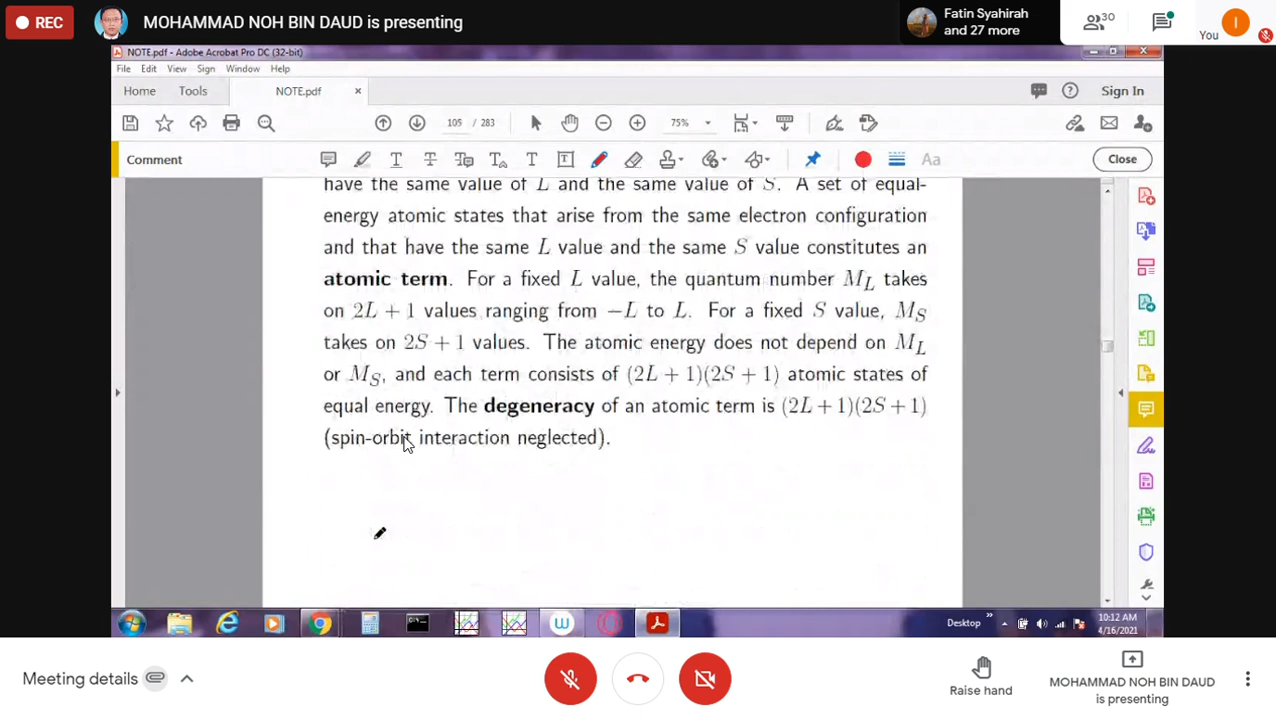 REC
MOHAMMAD NOH BIN DAUD is presenting
Fatin Syahirah
and 27 more
30
You
I
NOTE.pdf - Adobe Acrobat Pro DC (32-bit)
File Edit View Sign Window Help
Home Tools NOTE.pdf × Sign In
105 / 283 75%
Comment Close
have the same value of L and the same value of S. A set of equal-
energy atomic states that arise from the same electron configuration
and that have the same L value and the same S value constitutes an
atomic term. For a fixed L value, the quantum number M_L takes
on 2L + 1 values ranging from −L to L. For a fixed S value, M_S
takes on 2S + 1 values. The atomic energy does not depend on M_L
or M_S, and each term consists of (2L + 1)(2S + 1) atomic states of
equal energy. The degeneracy of an atomic term is (2L + 1)(2S + 1)
(spin-orbit interaction neglected).
Desktop » 10:12 AM
4/16/2021
Meeting details
Raise hand
MOHAMMAD NOH BIN DAUD
is presenting